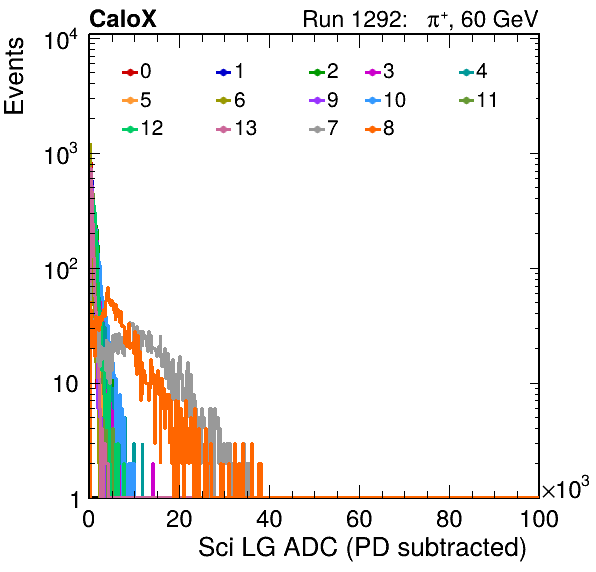 CaloX Run 1292: π⁺, 60 GeV
Events
10⁴
10³
10²
10
1
0 1 2 3 4
5 6 9 10 11
12 13 7 8
0 20 40 60 80 100
×10³
Sci LG ADC (PD subtracted)